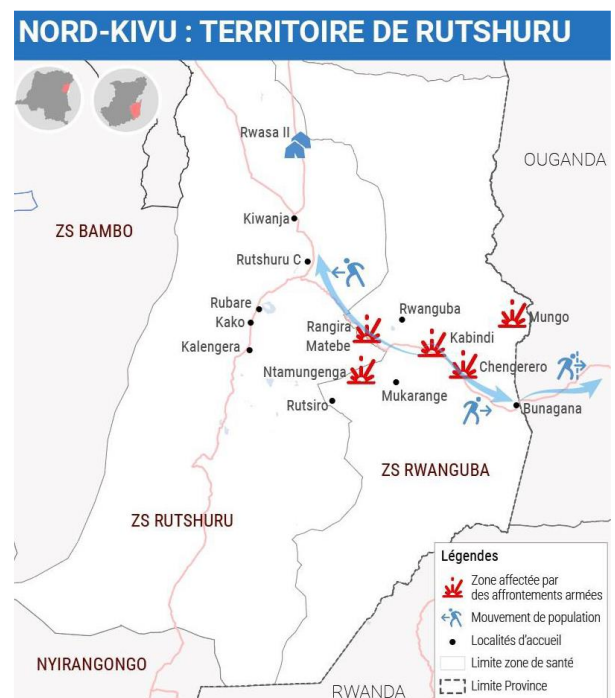 NORD-KIVU : TERRITOIRE DE RUTSHURU
Rwasa II
OUGANDA
Kiwanja
ZS BAMBO
Rutshuru C
Rubare
Kako
Kalengera
Rangira
Matebe
Rwanguba
Kabindi
Mungo
Ntamungenga
Chengerero
Mukarange
Rutsiro
Bunagana
ZS RWANGUBA
ZS RUTSHURU
NYIRANGONGO
RWANDA
Légendes
Zone affectée par
des affrontements armées
Mouvement de population
Localités d'accueil
Limite zone de santé
Limite Province